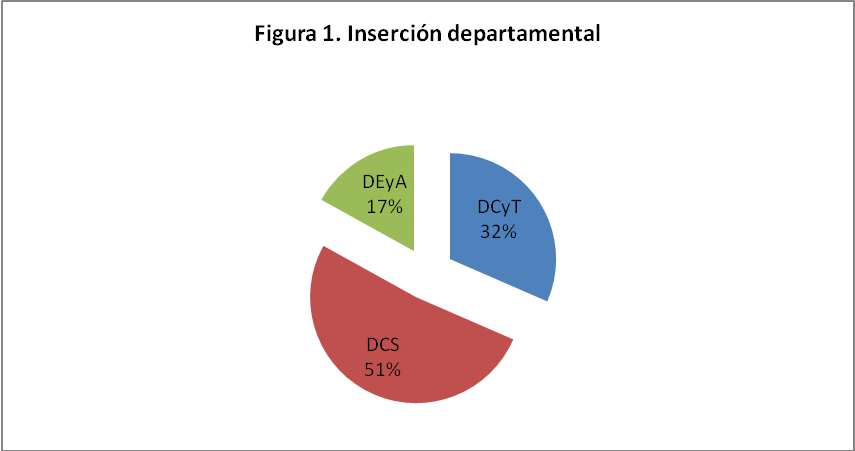 Figura 1. Inserción departamental
DEyA
17%
DCyT
32%
DCS
51%